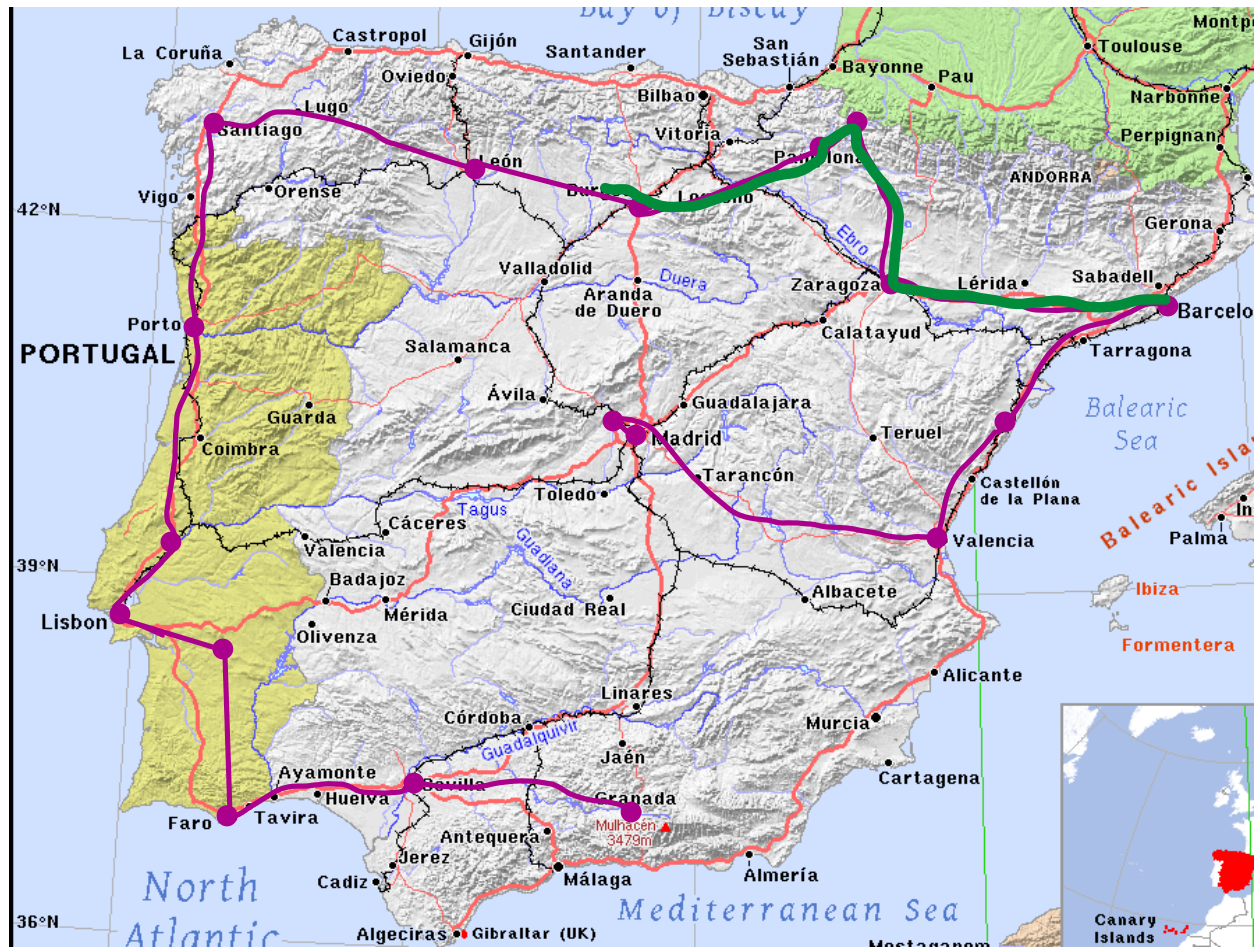 Bay of Biscay
La Coruña
Castropol
Gijón
Santander
San
Sebastián
Bayonne
Toulouse
Pau
Oviedo
Bilbao
Narbonne
Lugo
Santiago
Vitoria
Perpignan
León
Logroño
ANDORRA
Vigo
Orense
42°N
Gerona
Ebro
Valladolid
Duera
Zaragoza
Lérida
Sabadell
Aranda
de Duero
Barcelo
Porto
Calatayud
Tarragona
PORTUGAL
Salamanca
Ávila
Guadalajara
Balearic
Sea
Guarda
Coimbra
Madrid
Teruel
Tarancón
Castellón
de la Plana
Toledo
Tagus
Cáceres
Valencia
Valencia
Palma
39°N
Guadiana
Badajoz
Mérida
Ciudad Real
Albacete
Ibiza
Lisbon
Olivenza
Formentera
Alicante
Linares
Córdoba
Guadalquivir
Murcia
Jaén
Ayamonte
Sevilla
Huelva
Granada
Cartagena
Faro
Tavira
Mulhacén
3479m
Antequera
Jerez
Málaga
Almería
Cadiz
North
Atlantic
Mediterranean Sea
36°N
Algeciras
Gibraltar (UK)
Canary
Islands